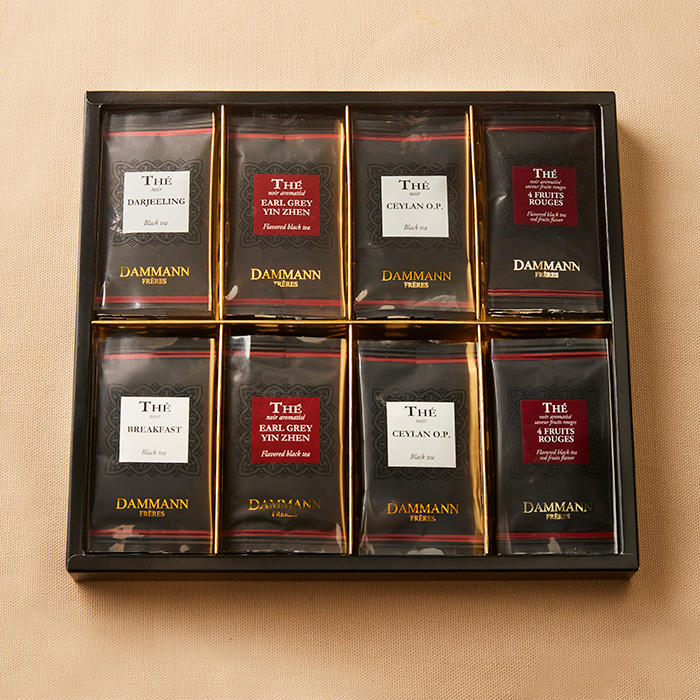 THÉ
noir
DARJEELING
Black tea
DAMMANN
FRÈRES
THÉ
noir aromatisé
EARL GREY
YIN ZHEN
Flavored black tea
DAMMANN
FRÈRES
THÉ
noir
CEYLAN O.P.
Black tea
DAMMANN
FRÈRES
THÉ
noir aromatisé
saveur fruits rouges
4 FRUITS
ROUGES
Flavored black tea
red fruits flavor
DAMMANN
FRÈRES
THÉ
noir
BREAKFAST
Black tea
DAMMANN
FRÈRES
THÉ
noir aromatisé
EARL GREY
YIN ZHEN
Flavored black tea
DAMMANN
FRÈRES
THÉ
noir
CEYLAN O.P.
Black tea
DAMMANN
FRÈRES
THÉ
noir aromatisé
saveur fruits rouges
4 FRUITS
ROUGES
Flavored black tea
red fruits flavor
DAMMANN
FRÈRES